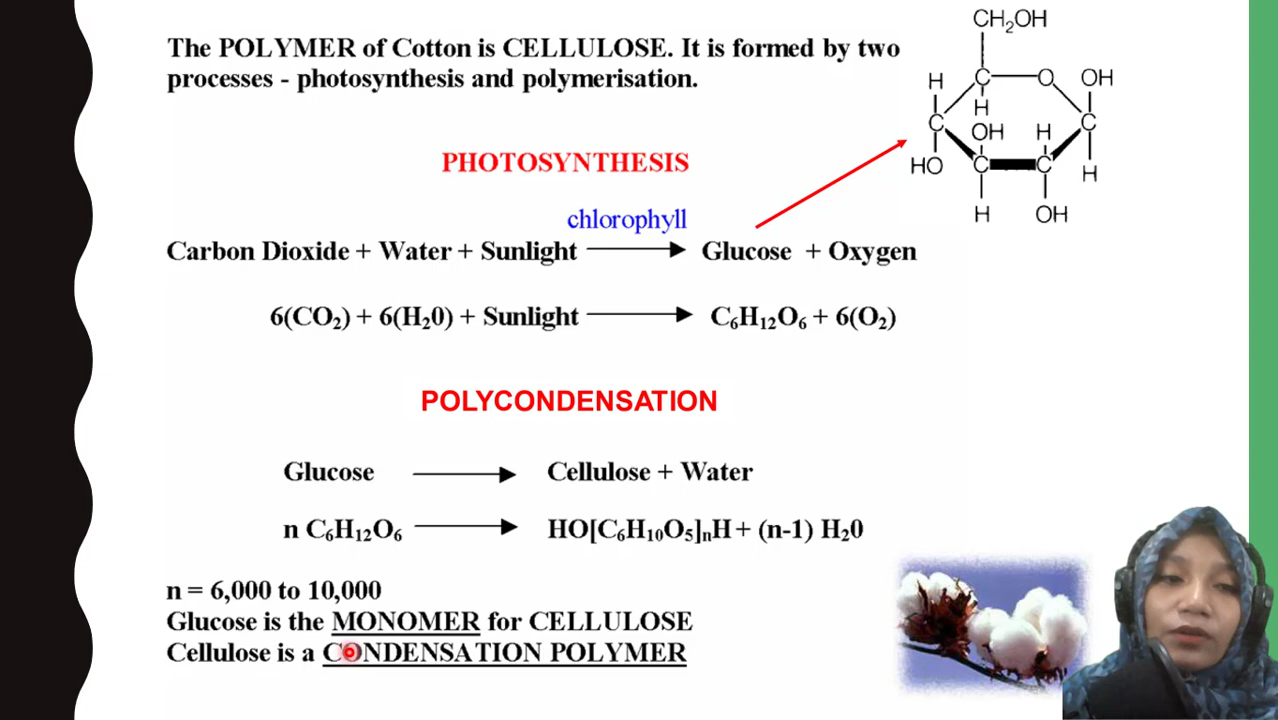 The POLYMER of Cotton is CELLULOSE. It is formed by two
processes - photosynthesis and polymerisation.
PHOTOSYNTHESIS
chlorophyll
Carbon Dioxide + Water + Sunlight ⟶ Glucose + Oxygen
6(CO₂) + 6(H₂0) + Sunlight ⟶ C₆H₁₂O₆ + 6(O₂)
CH₂OH
H C O OH
H
C OH H C
HO C C H
H OH
POLYCONDENSATION
Glucose ⟶ Cellulose + Water
n C₆H₁₂O₆ ⟶ HO[C₆H₁₀O₅]ₙH + (n-1) H₂0
n = 6,000 to 10,000
Glucose is the MONOMER for CELLULOSE
Cellulose is a CONDENSATION POLYMER